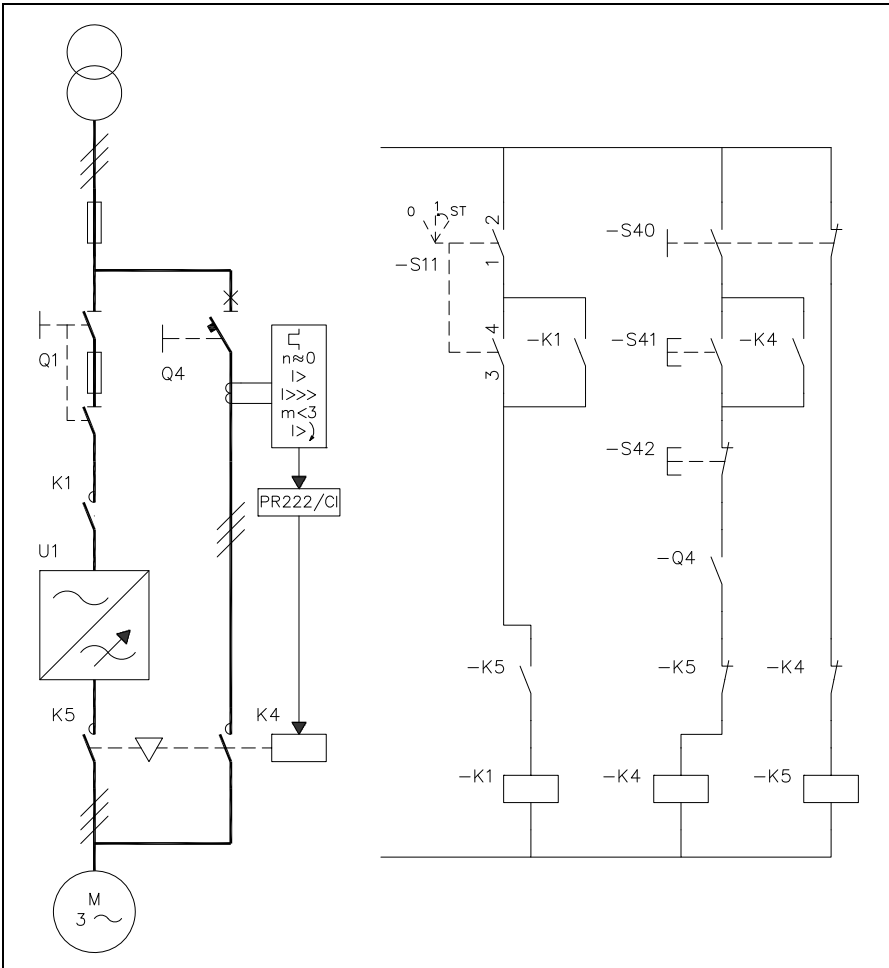 Q1
Q4
n≈0
I>
I>>>
m<3
I>
PR222/CI
K1
U1
K5
K4
M
3 ~
0 1 ST
-S11
2
1
4
3
-K1
-S40
-S41
-K4
-S42
-Q4
-K5
-K5
-K4
-K1
-K4
-K5